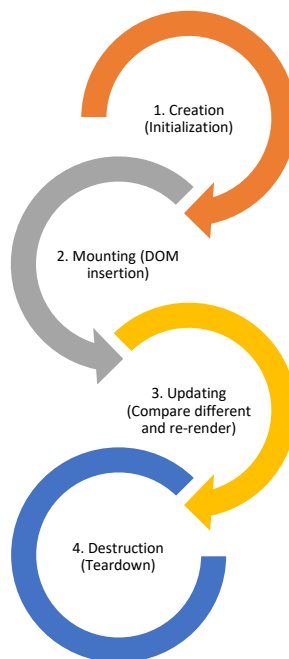 1. Creation
(Initialization)
2. Mounting (DOM
insertion)
3. Updating
(Compare different
and re-render)
4. Destruction
(Teardown)